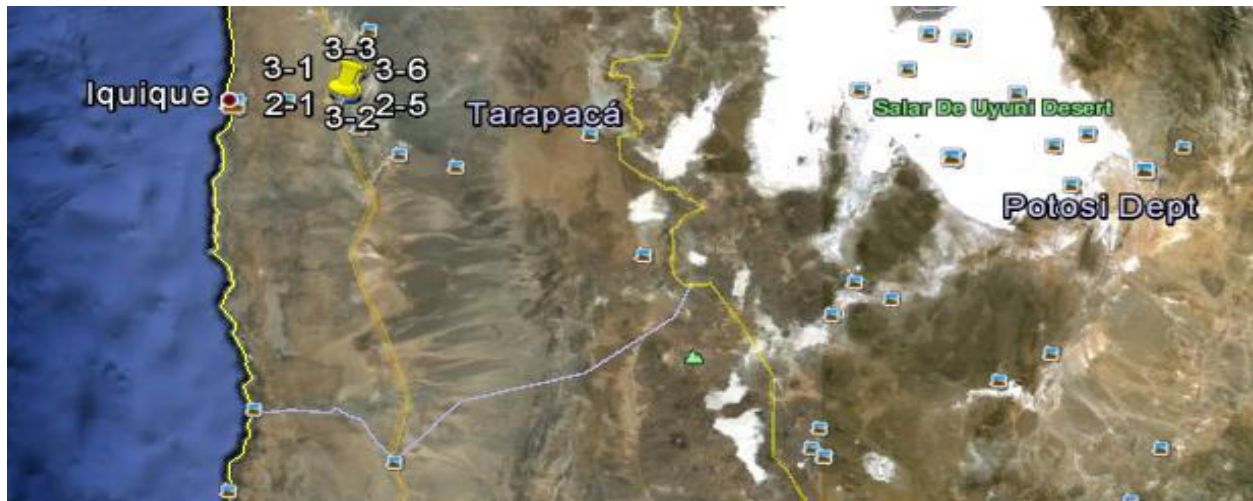 3-3
3-1 3-6
Iquique 2-1 3-2 2-5
Tarapacá
Salar De Uyuni Desert
Potosi Dept